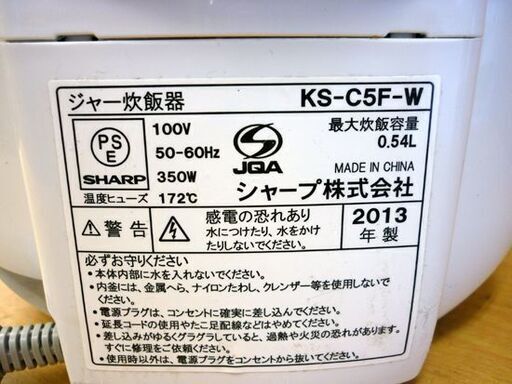 ジャー炊飯器 KS-C5F-W
PS
E
SHARP
100V
50-60Hz
350W
温度ヒューズ 172℃
JQA
最大炊飯容量
0.54L
MADE IN CHINA
シャープ株式会社
⚠警告
感電の恐れあり
水につけたり、水をかけ
たりしないでください。
2013
年製
必ずお守りください
・本体内部に水を入れないでください。
・内釜には、金属へら、ナイロンたわし、クレンザー等を使用しない
でください。
・電源プラグは、コンセントに確実に差し込んでください。
・延長コードの使用やたこ足配線などはやめてください。
・差し込みがゆるくグラグラしていると、過熱や火災の恐れがあります。
すぐに修理をご依頼ください。
・使用時以外は、電源プラグをコンセントから抜いてください。